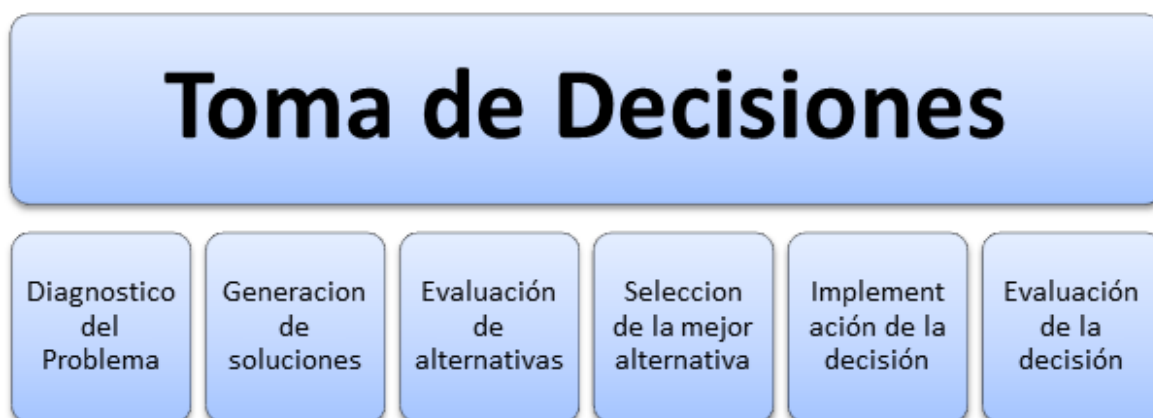 Toma de Decisiones
Diagnostico
del
Problema
Generacion
de
soluciones
Evaluación
de
alternativas
Seleccion
de la mejor
alternativa
Implement
ación de la
decisión
Evaluación
de la
decisión